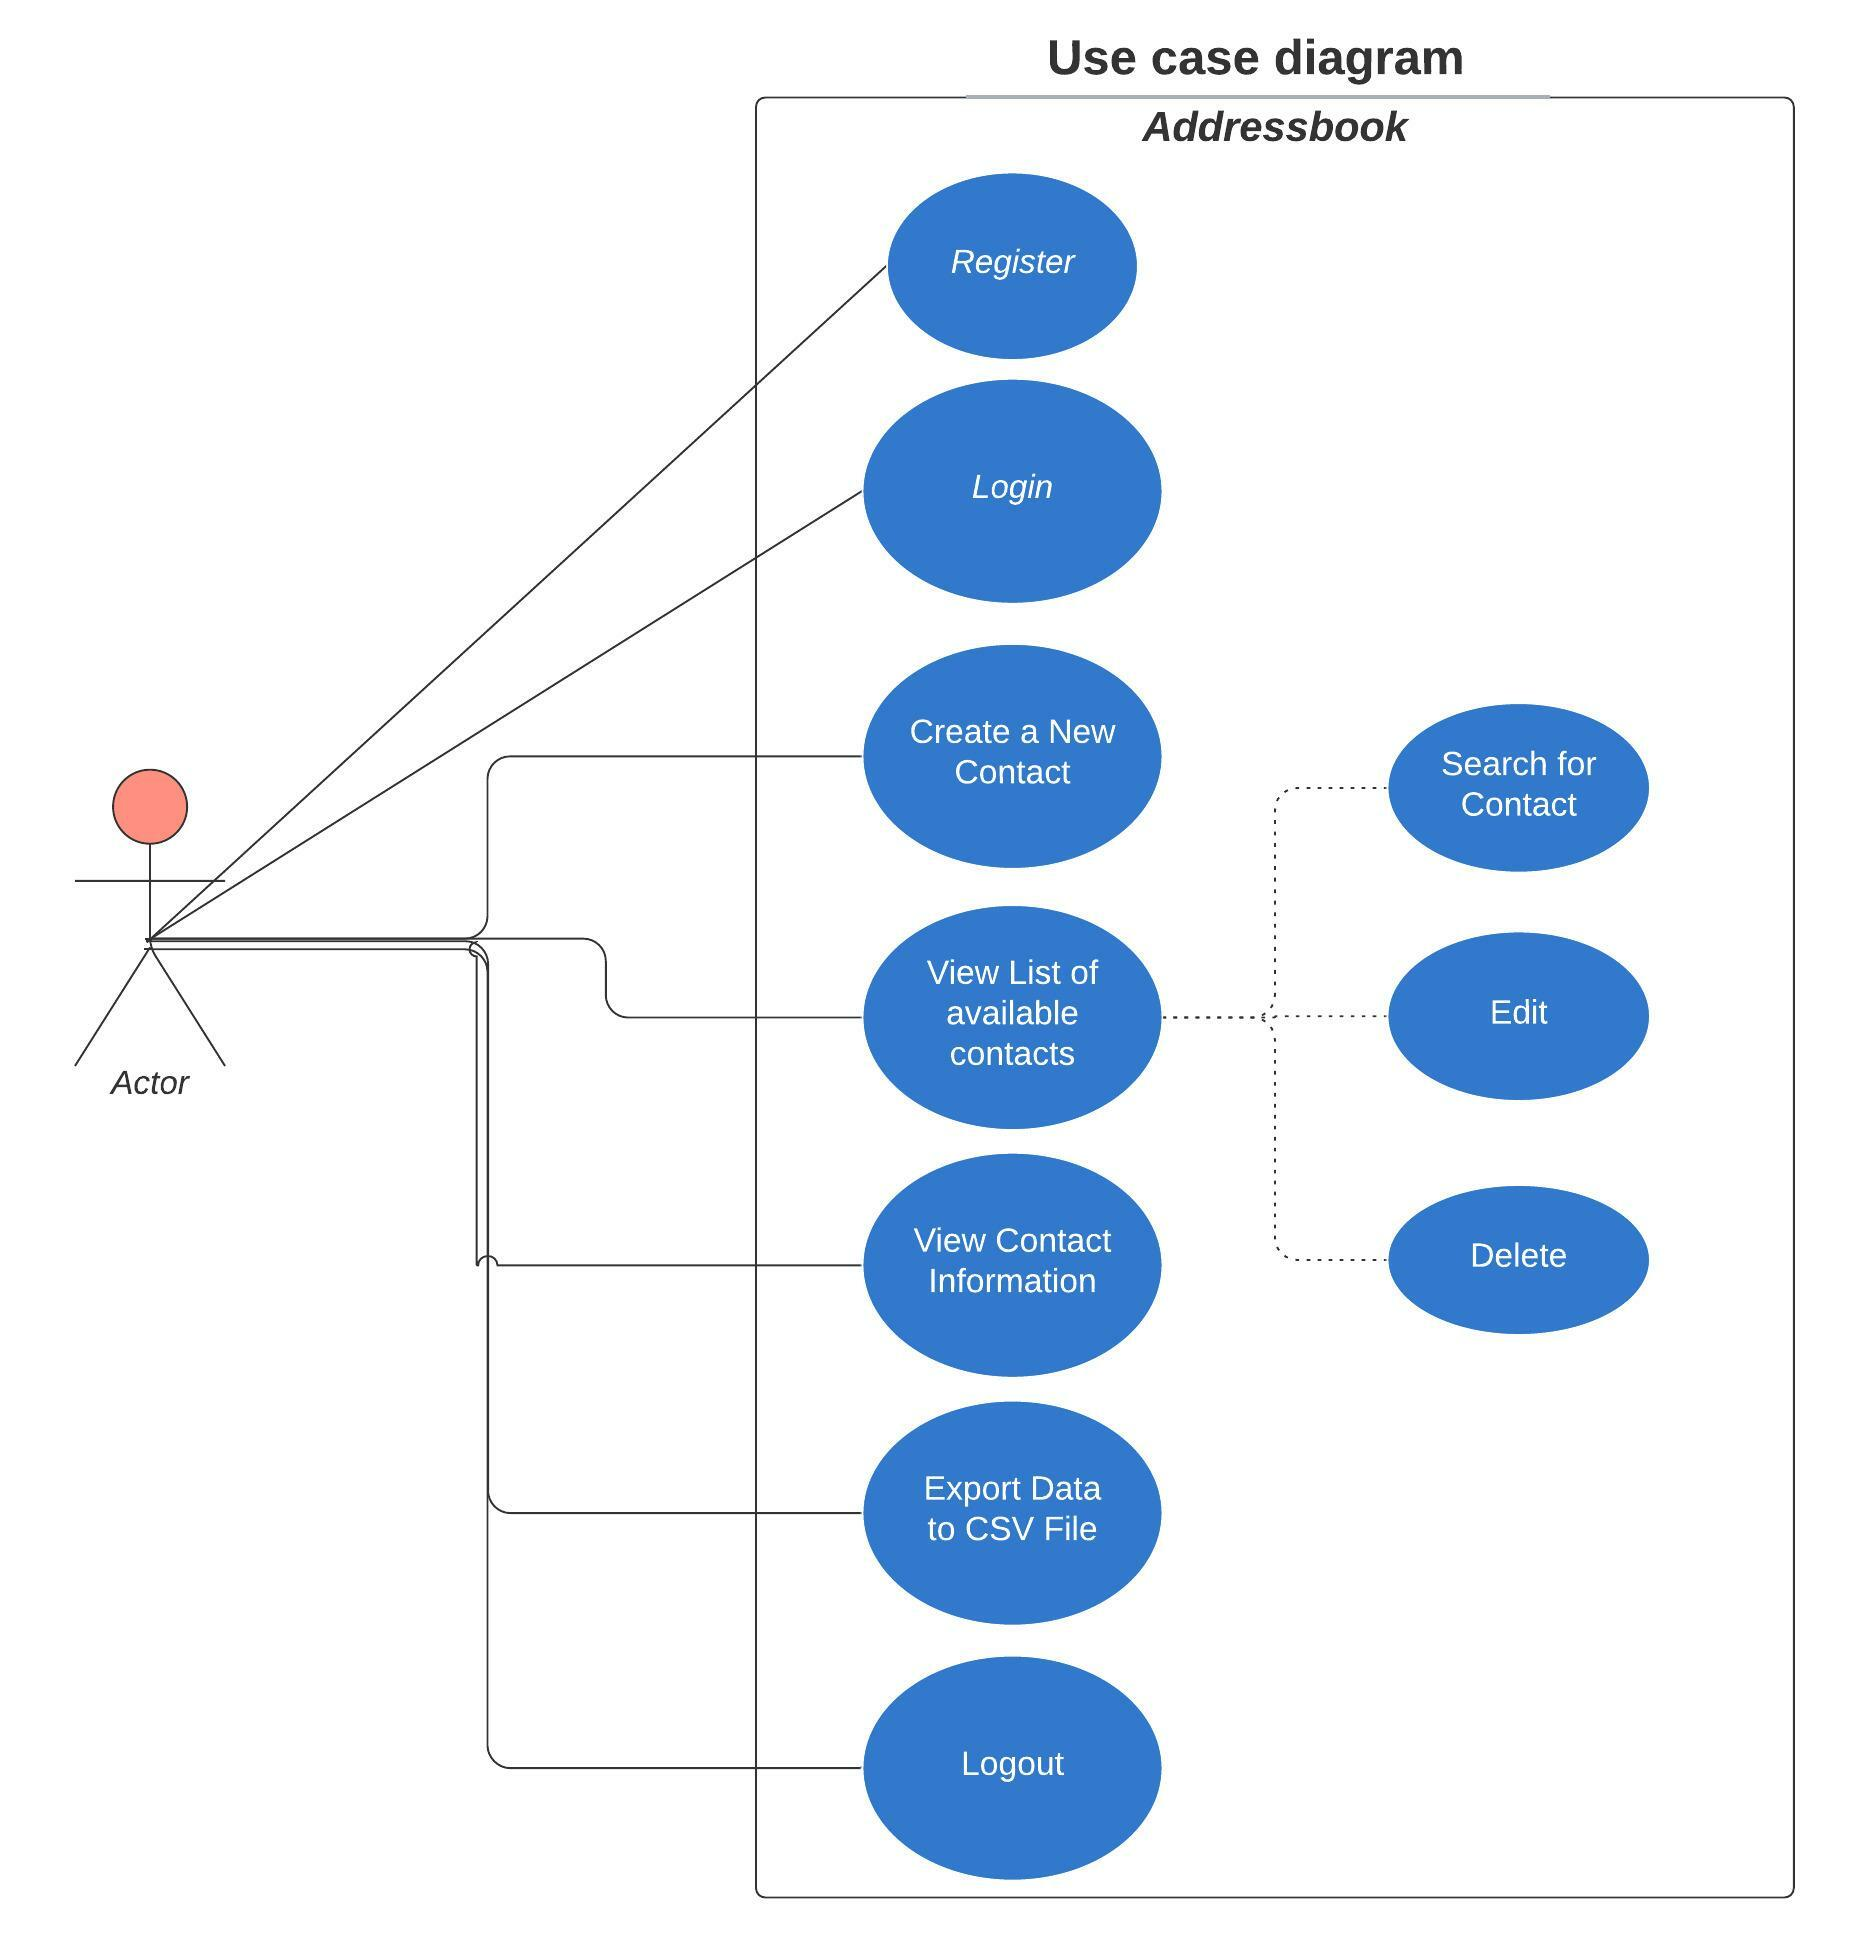 Use case diagram
Addressbook
Register
Login
Create a New
Contact
Search for
Contact
View List of
available
contacts
Edit
Actor
View Contact
Information
Delete
Export Data
to CSV File
Logout